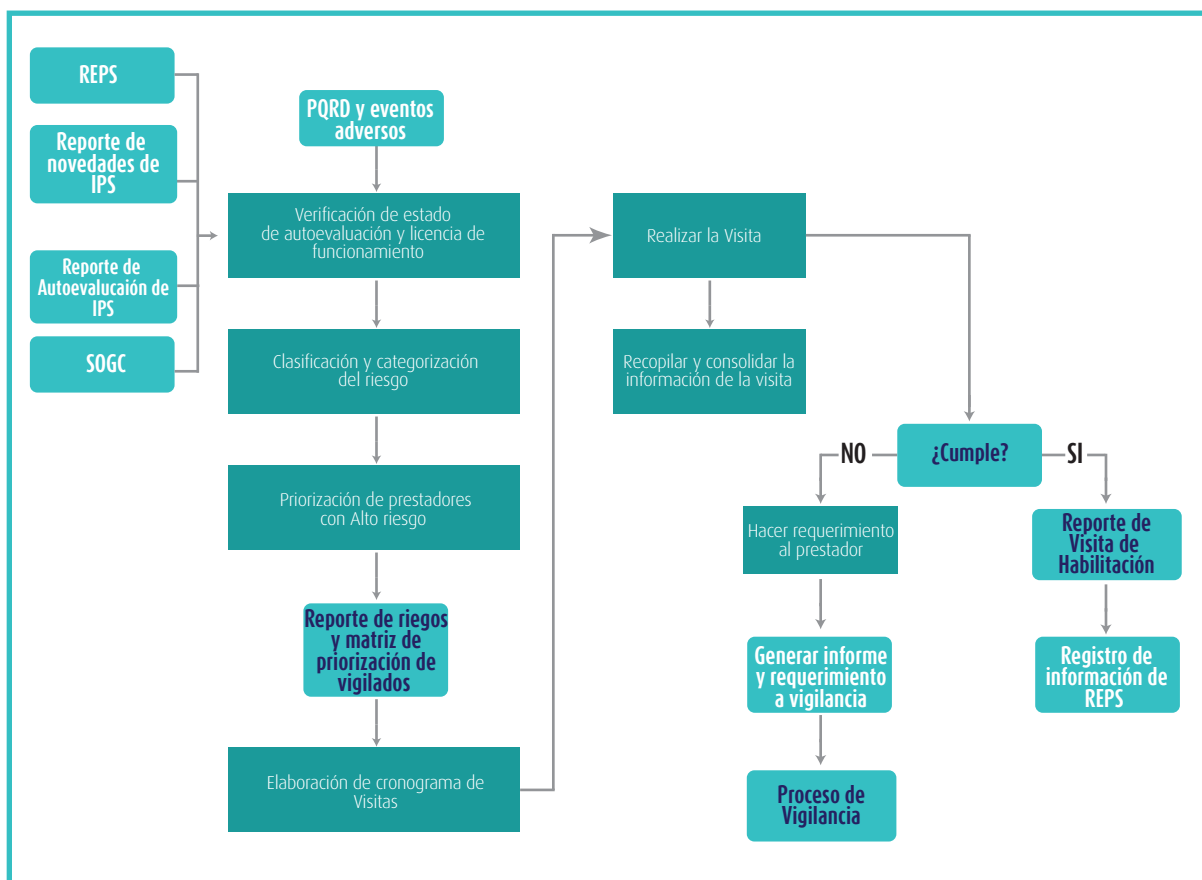 REPS
Reporte de
novedades de
IPS
Reporte de
Autoevalucaión de
IPS
SOGC
PQRD y eventos
adversos
Verificación de estado
de autoevaluación y licencia de
funcionamiento
Clasificación y categorización
del riesgo
Priorización de prestadores
con Alto riesgo
Reporte de riegos
y matriz de
priorización de
vigilados
Elaboración de cronograma de
Visitas
Realizar la Visita
Recopilar y consolidar la
información de la visita
¿Cumple?
NO
SI
Hacer requerimiento
al prestador
Generar informe
y requerimiento
a vigilancia
Proceso de
Vigilancia
Reporte de
Visita de
Habilitación
Registro de
información de
REPS